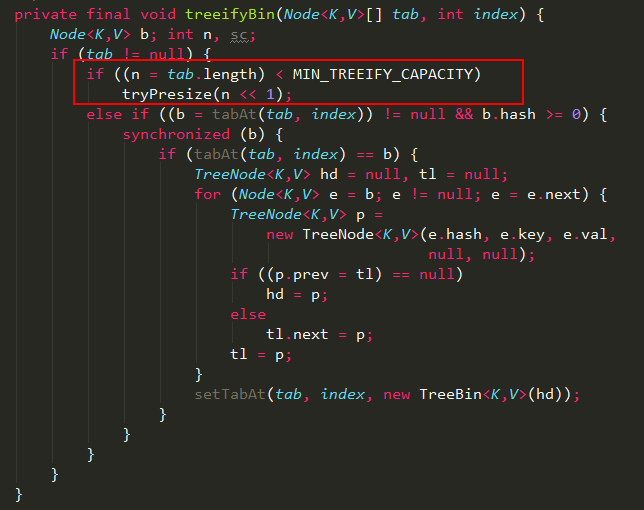 private final void treeifyBin(Node<K,V>[] tab, int index) {
    Node<K,V> b; int n, sc;
    if (tab != null) {
        if ((n = tab.length) < MIN_TREEIFY_CAPACITY)
            tryPresize(n << 1);
        else if ((b = tabAt(tab, index)) != null && b.hash >= 0) {
            synchronized (b) {
                if (tabAt(tab, index) == b) {
                    TreeNode<K,V> hd = null, tl = null;
                    for (Node<K,V> e = b; e != null; e = e.next) {
                        TreeNode<K,V> p =
                            new TreeNode<K,V>(e.hash, e.key, e.val,
                                              null, null);
                        if ((p.prev = tl) == null)
                            hd = p;
                        else
                            tl.next = p;
                        tl = p;
                    }
                    setTabAt(tab, index, new TreeBin<K,V>(hd));
                }
            }
        }
    }
}